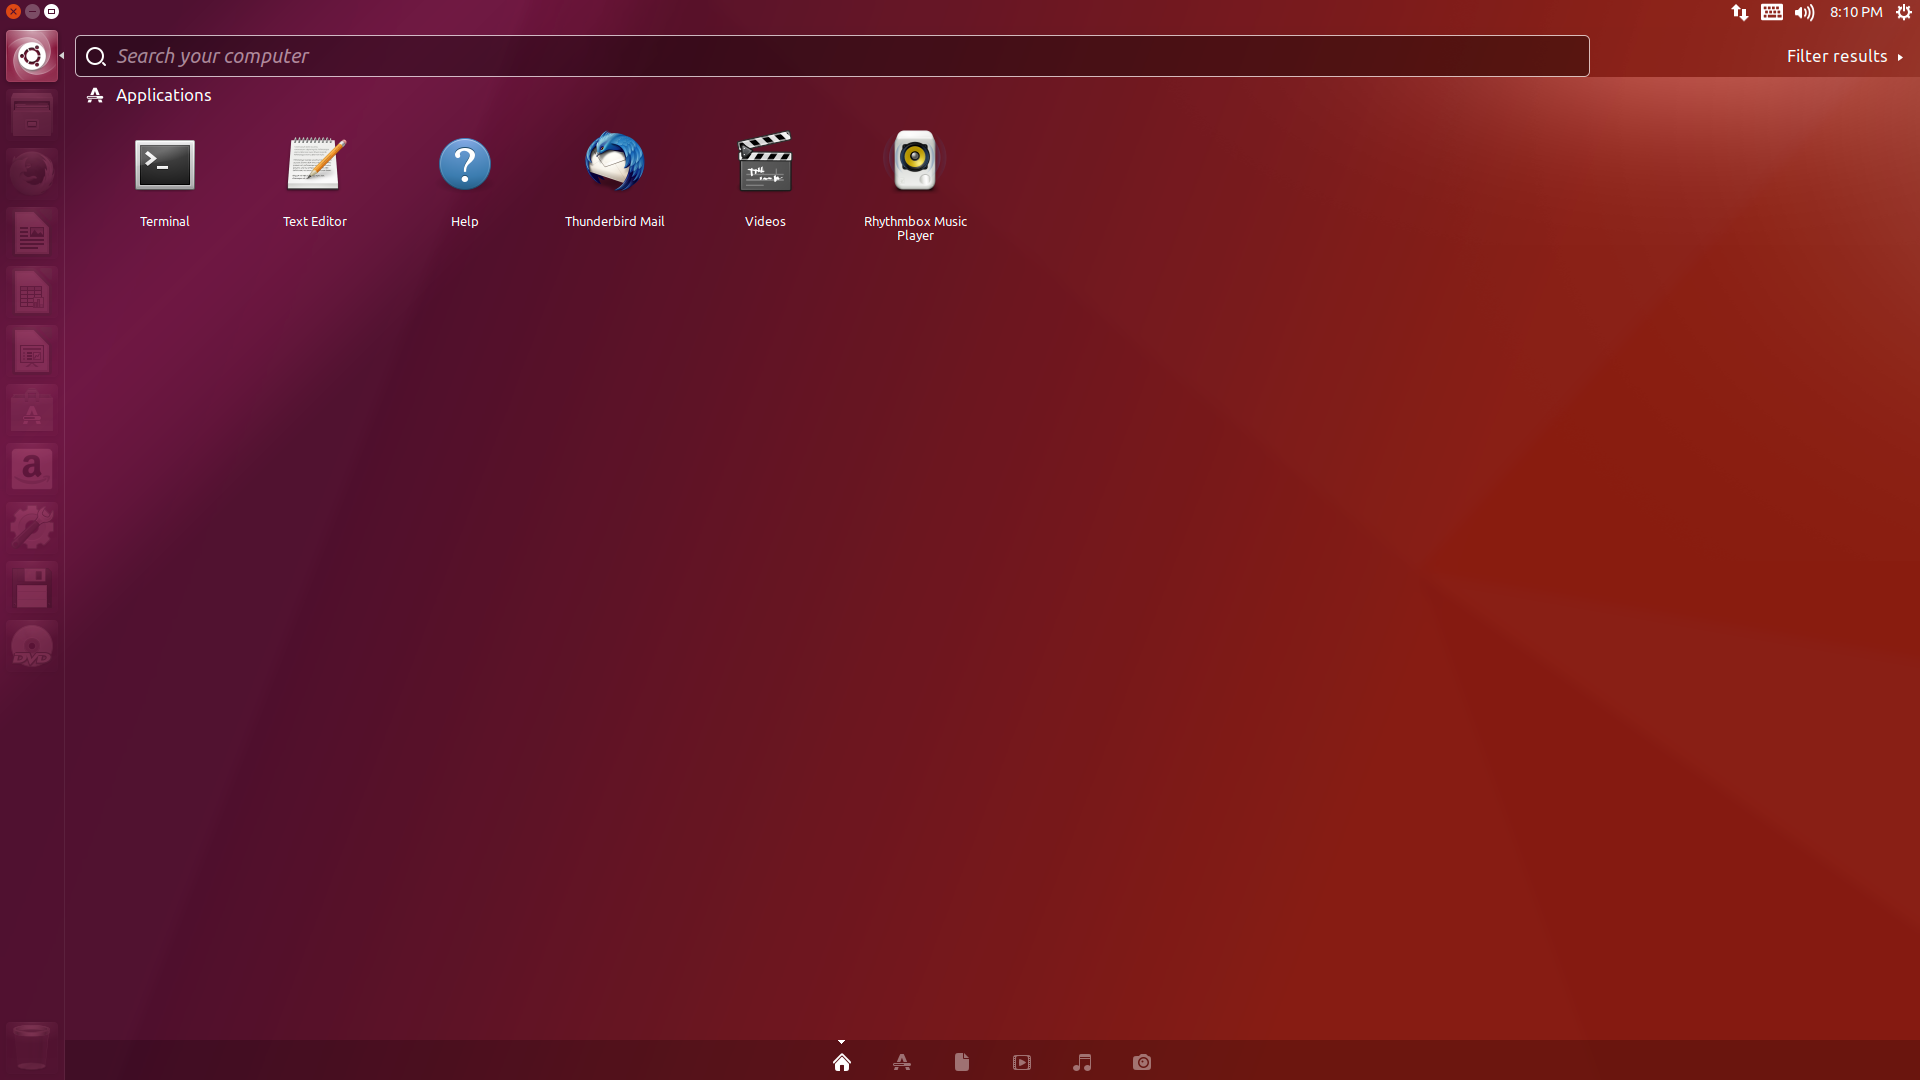 8:10 PM
Search your computer
Filter results
Applications
Terminal
Text Editor
Help
Thunderbird Mail
Videos
Rhythmbox Music
Player
a
DVD